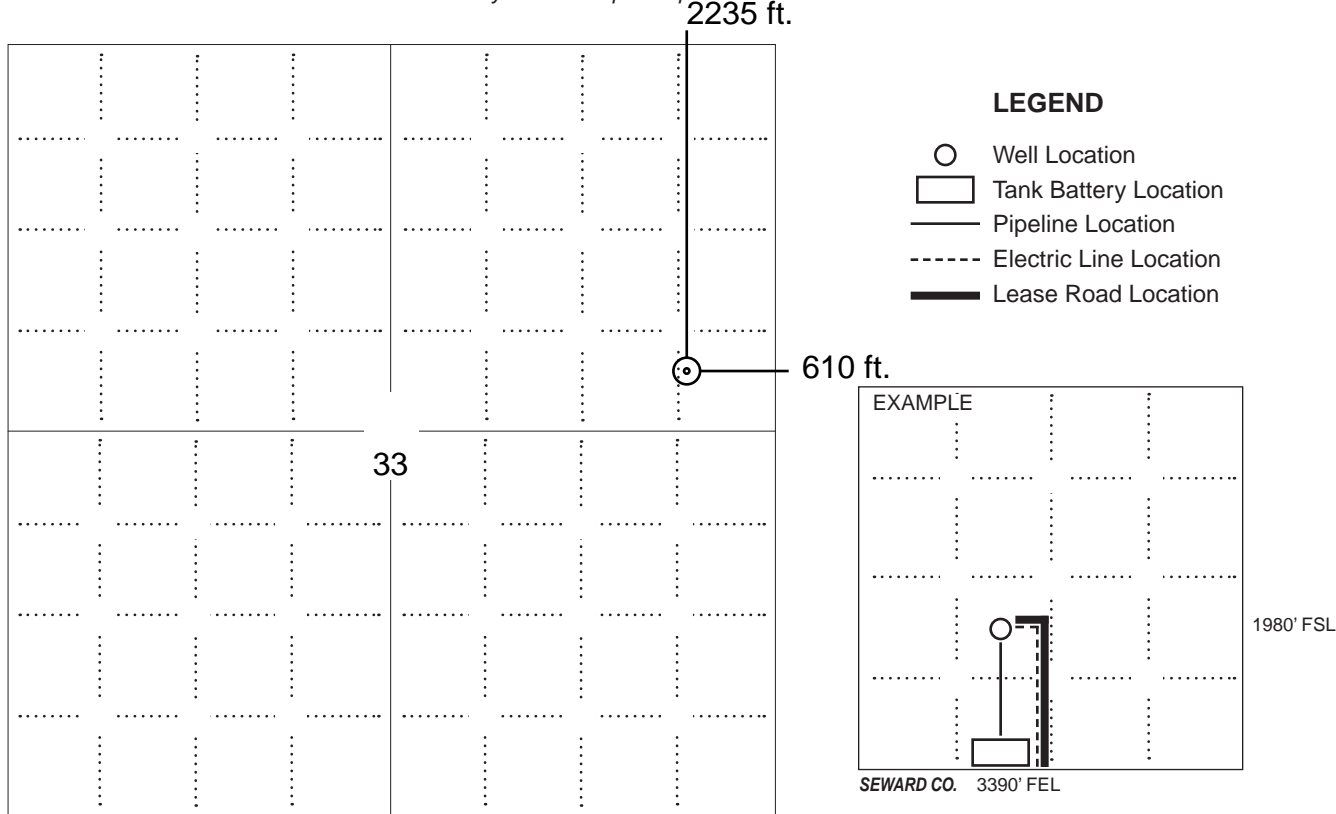 2235 ft.
LEGEND
Well Location
Tank Battery Location
Pipeline Location
Electric Line Location
Lease Road Location
610 ft.
EXAMPLE
33
1980' FSL
SEWARD CO. 3390' FEL